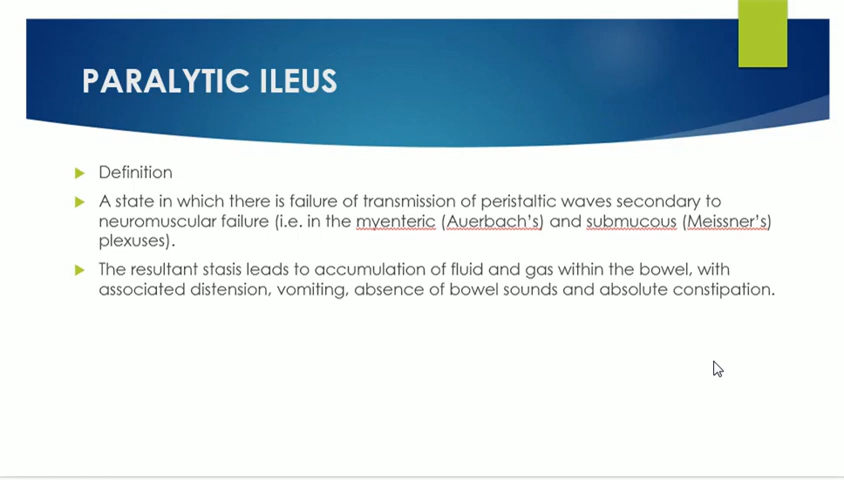 PARALYTIC ILEUS
Definition
A state in which there is failure of transmission of peristaltic waves secondary to
neuromuscular failure (i.e. in the myenteric (Auerbach's) and submucous (Meissner's)
plexuses).
The resultant stasis leads to accumulation of fluid and gas within the bowel, with
associated distension, vomiting, absence of bowel sounds and absolute constipation.